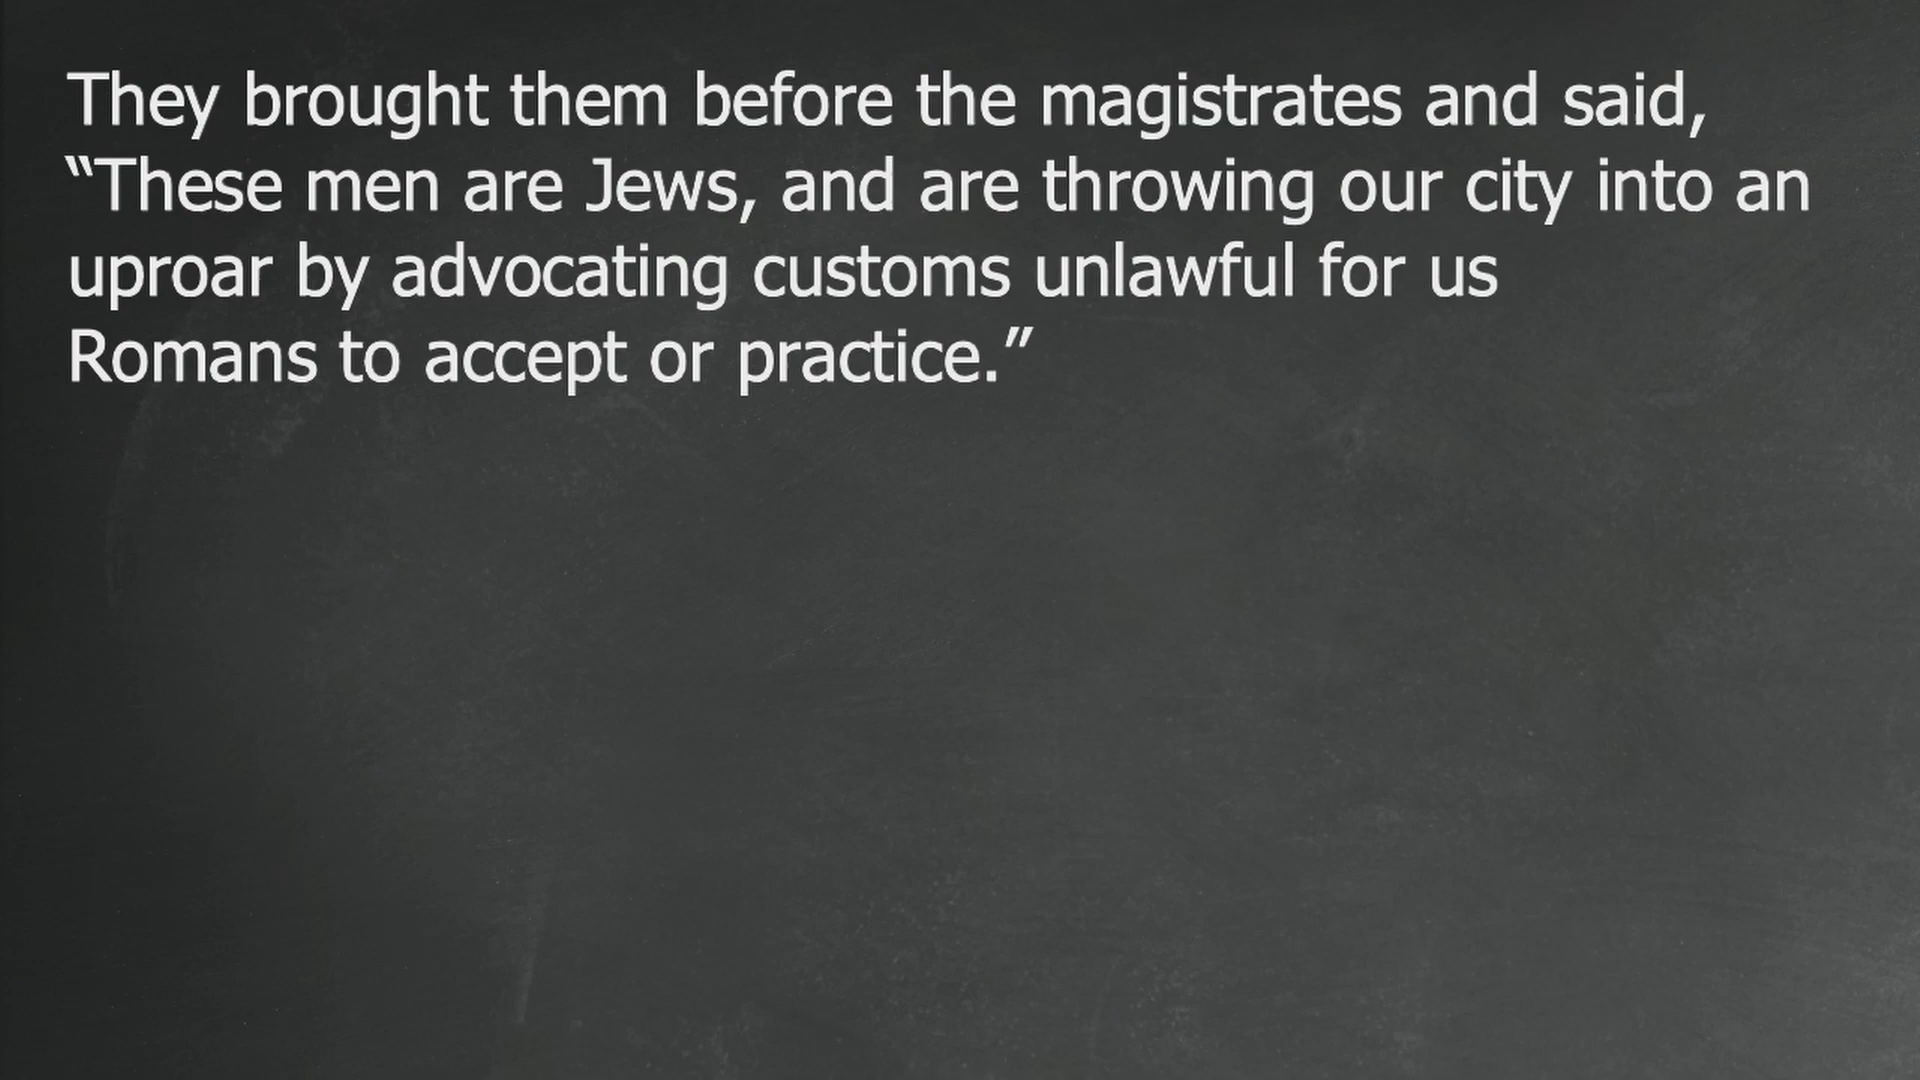 They brought them before the magistrates and said,
“These men are Jews, and are throwing our city into an
uproar by advocating customs unlawful for us
Romans to accept or practice.”